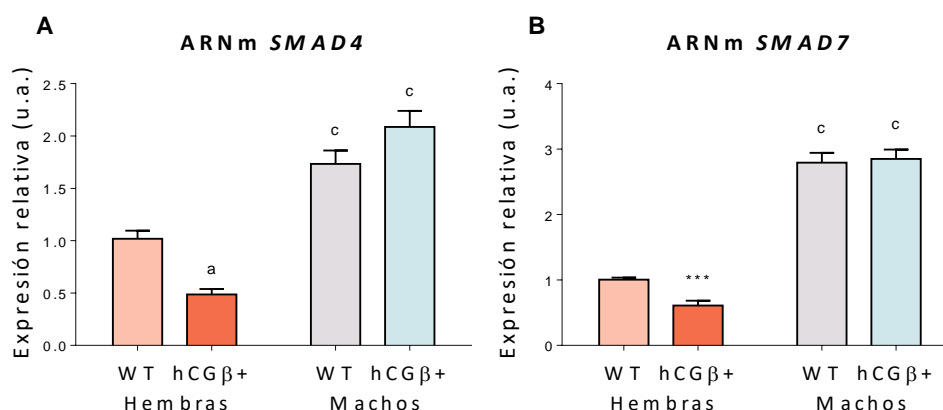 A
ARNm SMAD4
Expresión relativa (u.a.)
2.5
2.0
1.5
1.0
0.5
0.0
a
c
c
WT hCGβ+ WT hCGβ+
Hembras Machos
B
ARNm SMAD7
Expresión relativa (u.a.)
4
3
2
1
0
***
c
c
WT hCGβ+ WT hCGβ+
Hembras Machos